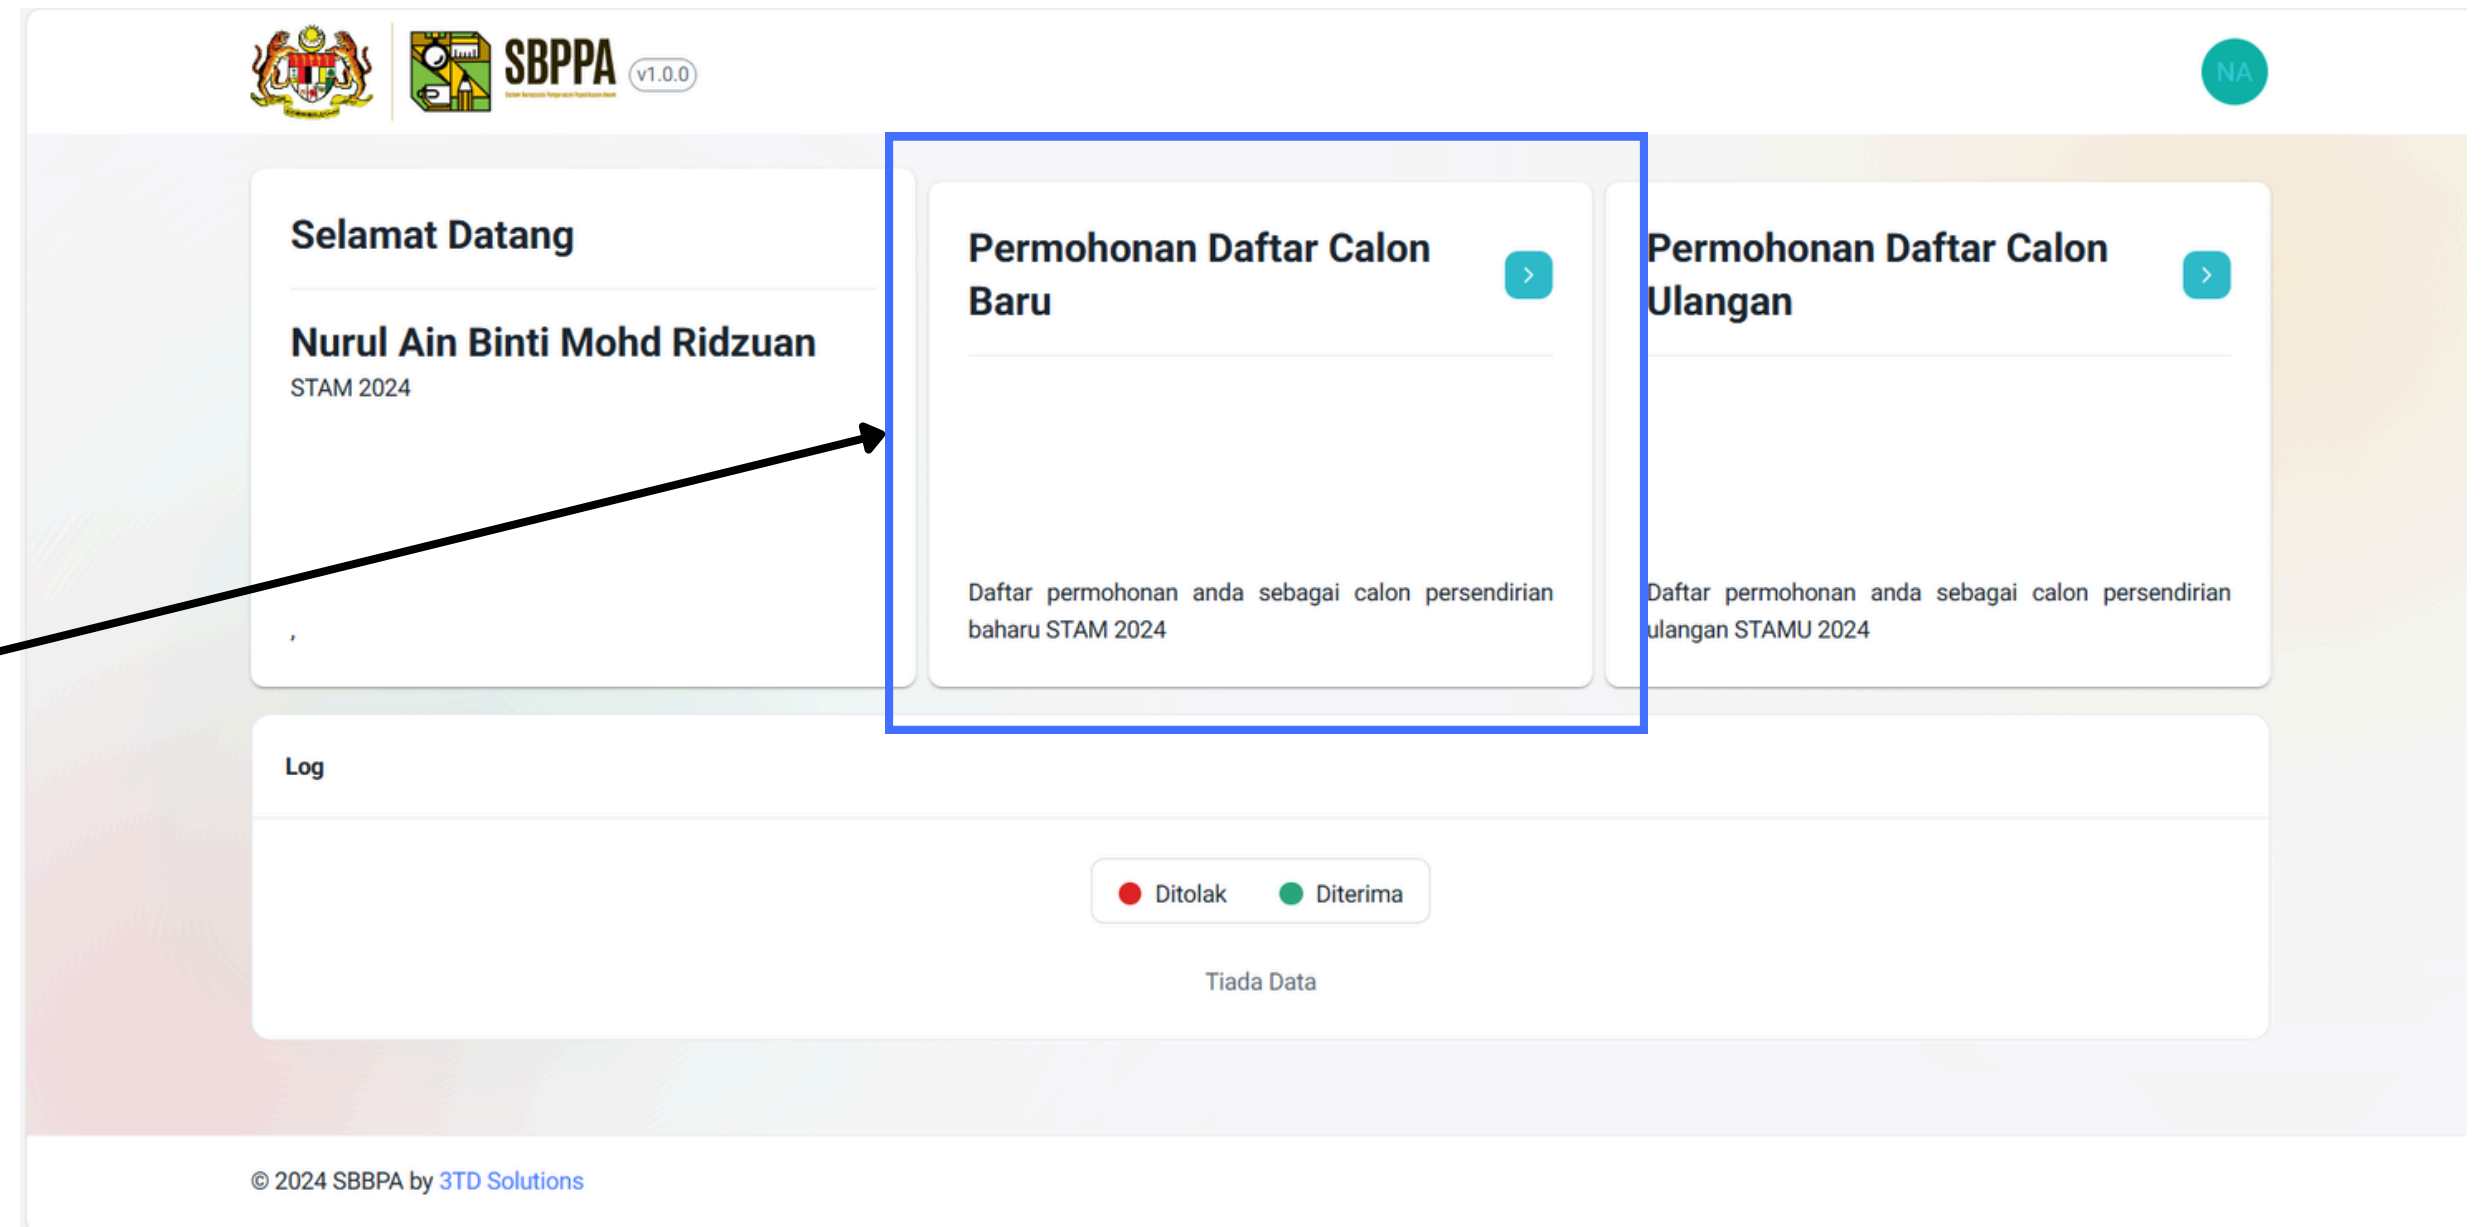 SBPPA
v1.0.0
NA
Selamat Datang
Nurul Ain Binti Mohd Ridzuan
STAM 2024
,
Permohonan Daftar Calon
Baru
Daftar permohonan anda sebagai calon persendirian
baharu STAM 2024
Permohonan Daftar Calon
Ulangan
Daftar permohonan anda sebagai calon persendirian
ulangan STAMU 2024
Log
Ditolak
Diterima
Tiada Data
© 2024 SBBPA by 3TD Solutions